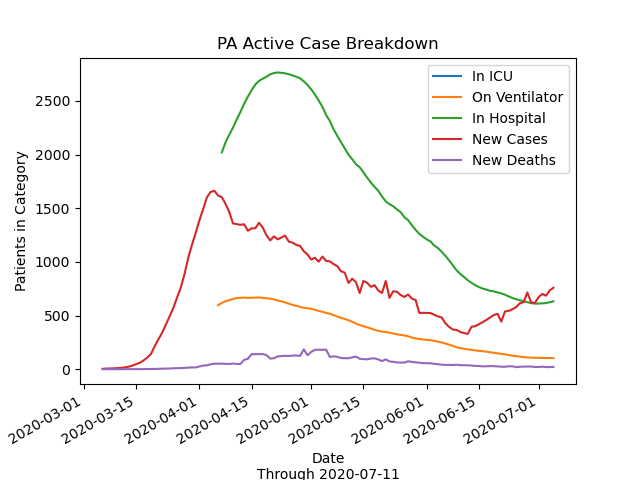 PA Active Case Breakdown
In ICU
On Ventilator
In Hospital
New Cases
New Deaths
Patients in Category
2500
2000
1500
1000
500
0
2020-03-01
2020-03-15
2020-04-01
2020-04-15
2020-05-01
2020-05-15
2020-06-01
2020-06-15
2020-07-01
Date
Through 2020-07-11